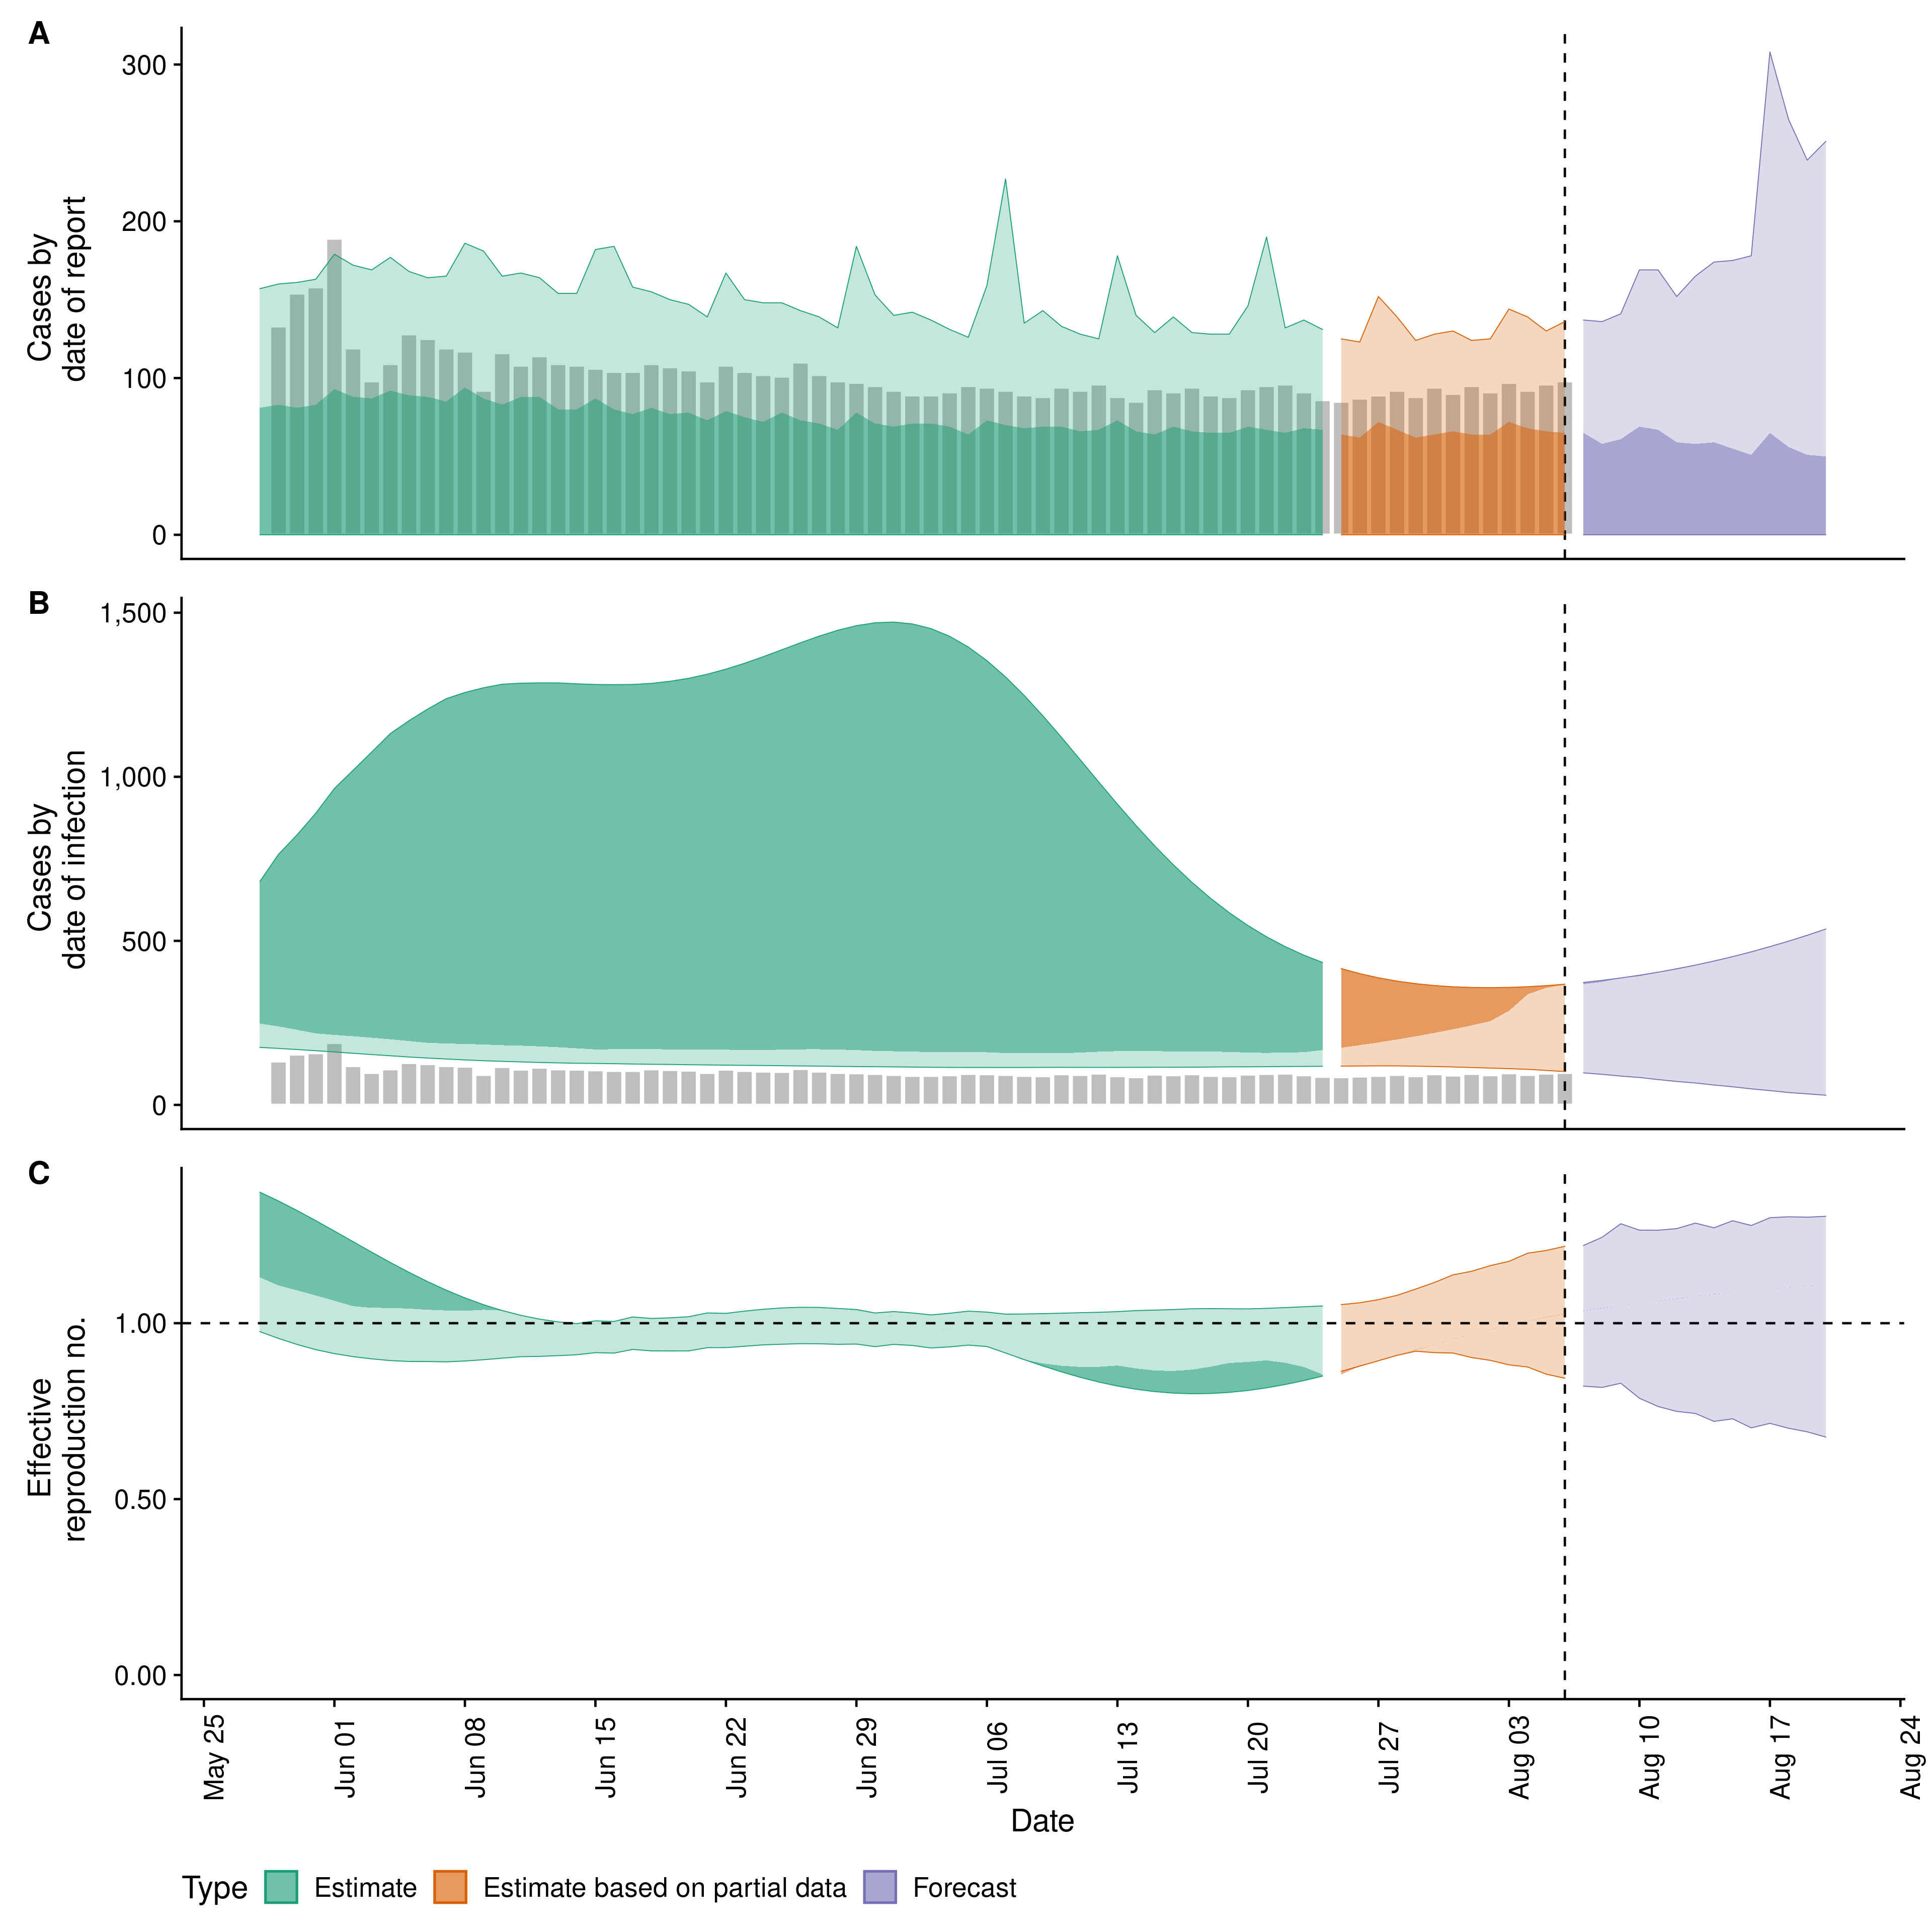 A
300
200
100
0
Cases by
date of report
B
1,500
1,000
500
0
Cases by
date of infection
C
1.00
0.50
0.00
Effective
reproduction no.
May 25
Jun 01
Jun 08
Jun 15
Jun 22
Jun 29
Jul 06
Jul 13
Jul 20
Jul 27
Aug 03
Aug 10
Aug 17
Aug 24
Date
Type Estimate Estimate based on partial data Forecast